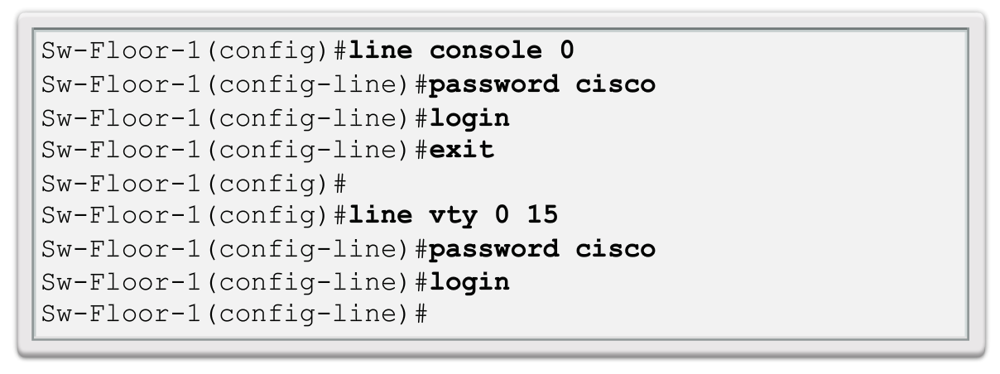 Sw-Floor-1(config)#line console 0
Sw-Floor-1(config-line)#password cisco
Sw-Floor-1(config-line)#login
Sw-Floor-1(config-line)#exit
Sw-Floor-1(config)#
Sw-Floor-1(config)#line vty 0 15
Sw-Floor-1(config-line)#password cisco
Sw-Floor-1(config-line)#login
Sw-Floor-1(config-line)#